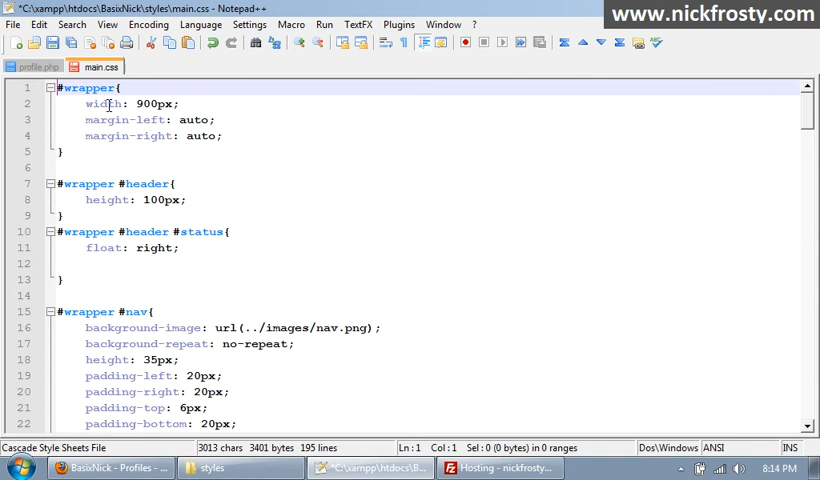 *C:\xampp\htdocs\BasixNick\styles\main.css - Notepad++
www.nickfrosty.com
File Edit Search View Encoding Language Settings Macro Run TextFX Plugins Window ?
profile.php main.css
1 #wrapper{
2 width: 900px;
3 margin-left: auto;
4 margin-right: auto;
5 }
6
7 #wrapper #header{
8 height: 100px;
9 }
10 #wrapper #header #status{
11 float: right;
12
13 }
14
15 #wrapper #nav{
16 background-image: url(../images/nav.png);
17 background-repeat: no-repeat;
18 height: 35px;
19 padding-left: 20px;
20 padding-right: 20px;
21 padding-top: 6px;
22 padding-bottom: 20px;
Cascade Style Sheets File 3013 chars 3401 bytes 195 lines Ln : 1 Col : 1 Sel : 0 (0 bytes) in 0 ranges Dos\Windows ANSI INS
BasixNick - Profiles - ... styles *C:\xampp\htdocs\B... Hosting - nickfrosty... 8:14 PM